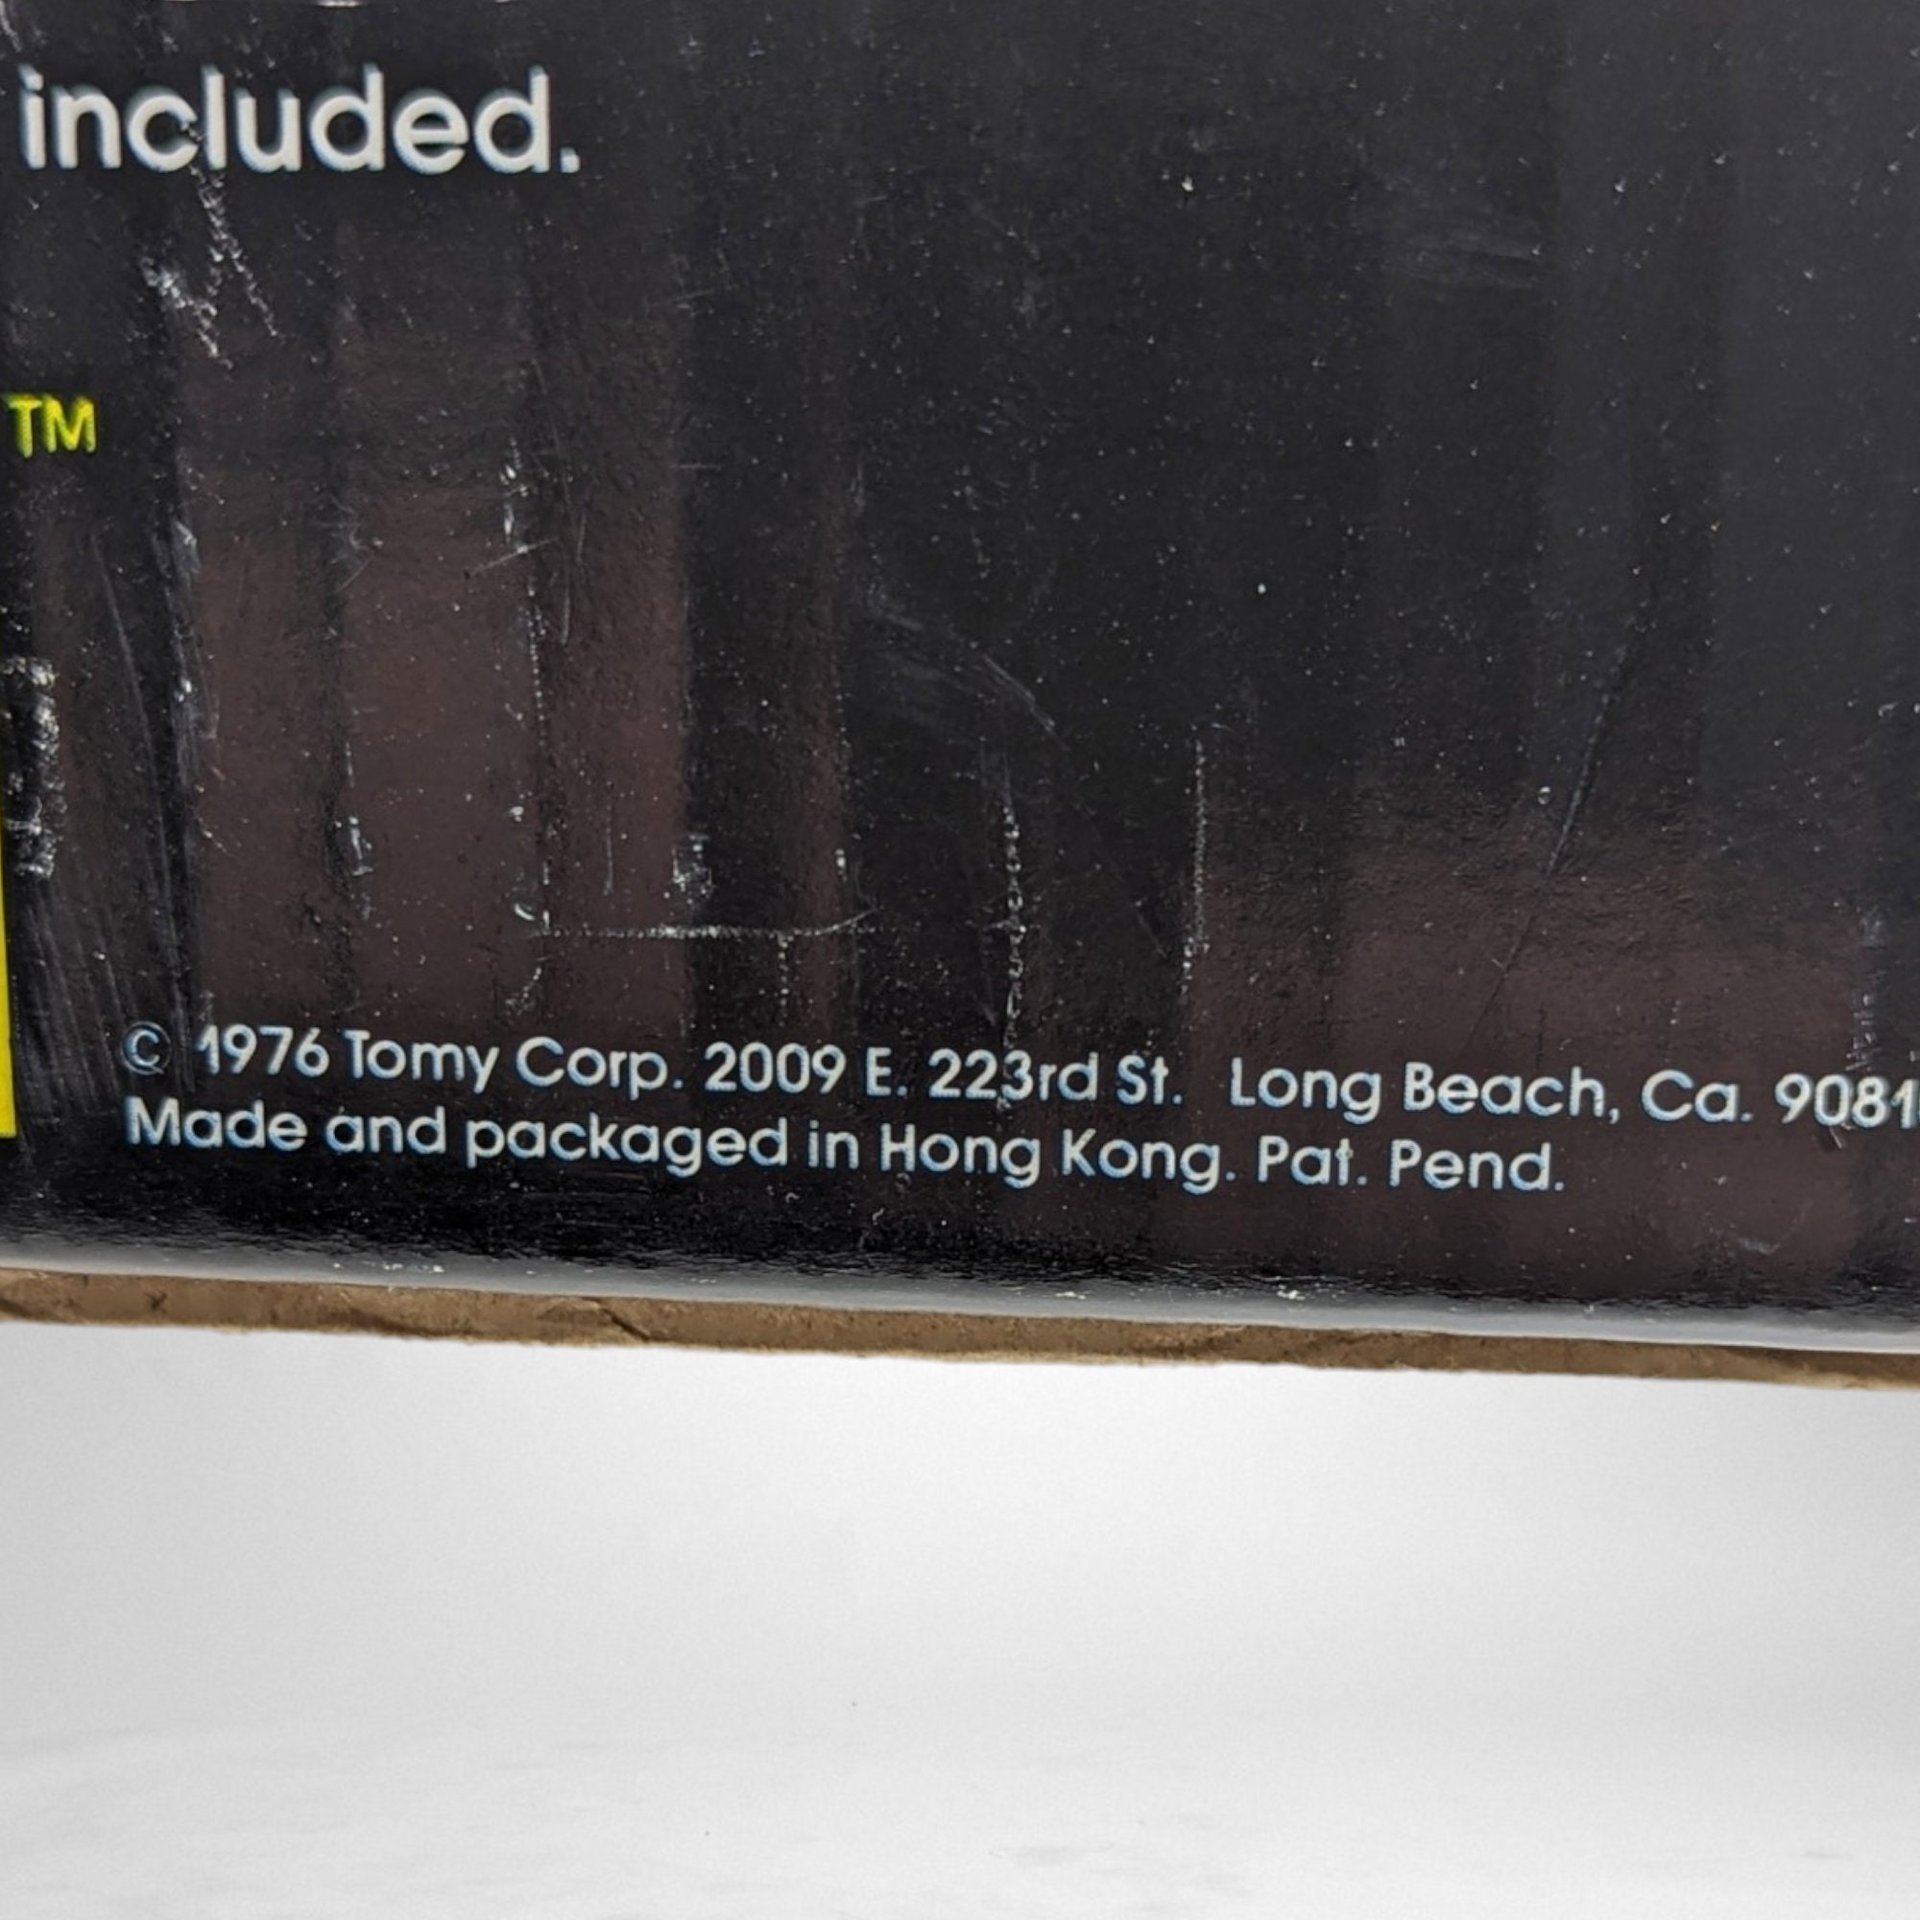 included.
TM
© 1976 Tomy Corp. 2009 E. 223rd St. Long Beach, Ca. 9081
Made and packaged in Hong Kong. Pat. Pend.